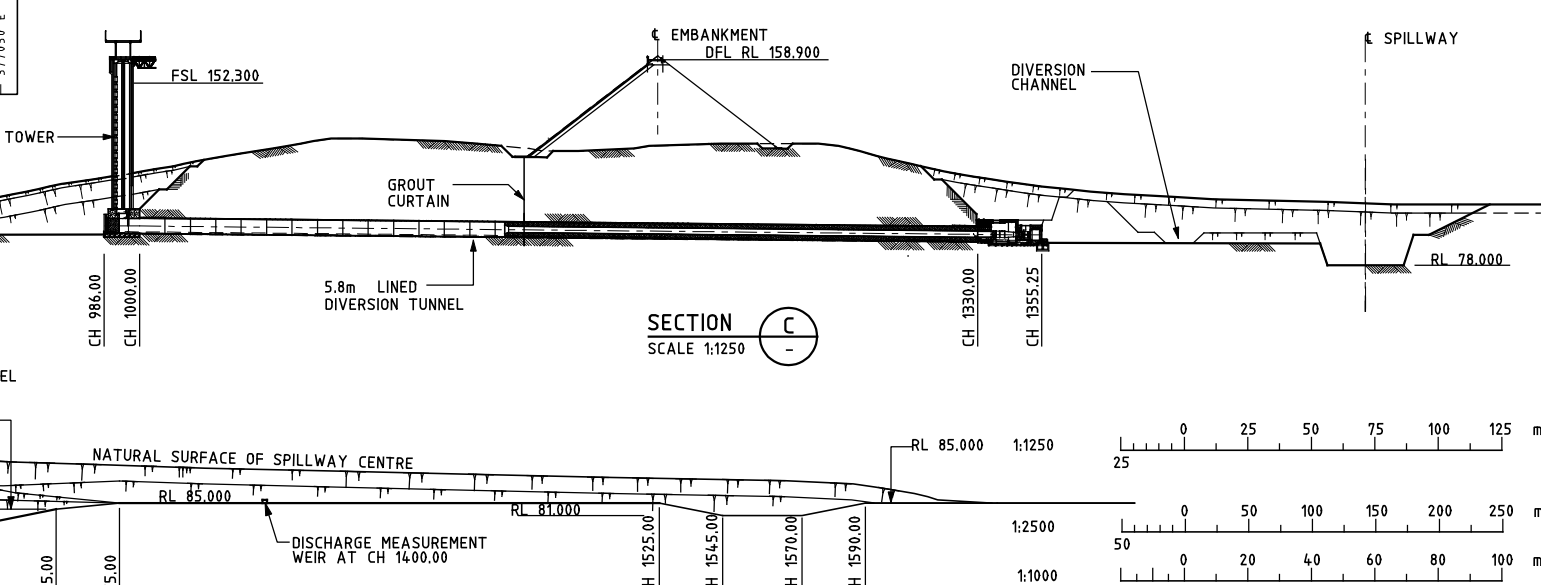 ℄ EMBANKMENT
DFL RL 158.900
℄ SPILLWAY
FSL 152.300
DIVERSION
CHANNEL
TOWER
GROUT
CURTAIN
RL 78.000
5.8m LINED
DIVERSION TUNNEL
CH 986.00
CH 1000.00
CH 1330.00
CH 1355.25
SECTION
C
SCALE 1:1250
-
EL
NATURAL SURFACE OF SPILLWAY CENTRE
RL 85.000
1:1250
0 25 50 75 100 125 m
25
RL 85.000
RL 81.000
DISCHARGE MEASUREMENT
WEIR AT CH 1400.00
5.00
5.00
CH 1525.00
CH 1545.00
CH 1570.00
CH 1590.00
1:2500
0 50 100 150 200 250 m
50
1:1000
0 20 40 60 80 100 m